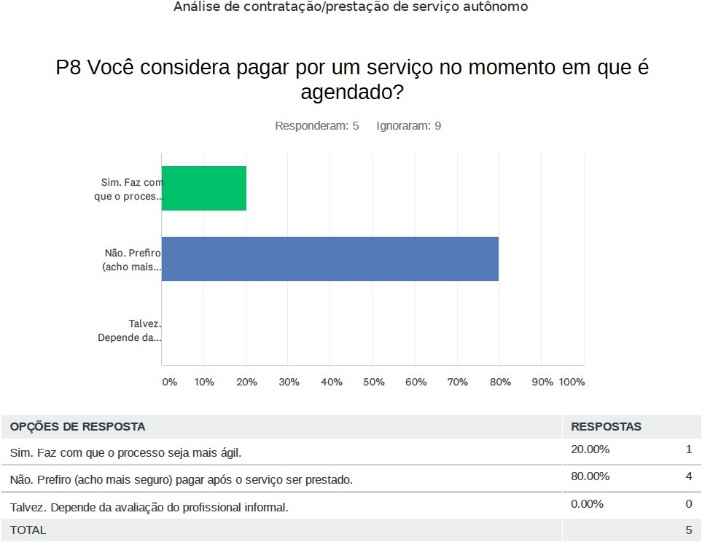 Análise de contratação/prestação de serviço autônomo
P8 Você considera pagar por um serviço no momento em que é
agendado?
Responderam: 5 Ignoraram: 9
Sim. Faz com
que o proces...
Não. Prefiro
(acho mais...
Talvez.
Depende da...
0% 10% 20% 30% 40% 50% 60% 70% 80% 90% 100%
OPÇÕES DE RESPOSTA RESPOSTAS
Sim. Faz com que o processo seja mais ágil. 20.00% 1
Não. Prefiro (acho mais seguro) pagar após o serviço ser prestado. 80.00% 4
Talvez. Depende da avaliação do profissional informal. 0.00% 0
TOTAL 5